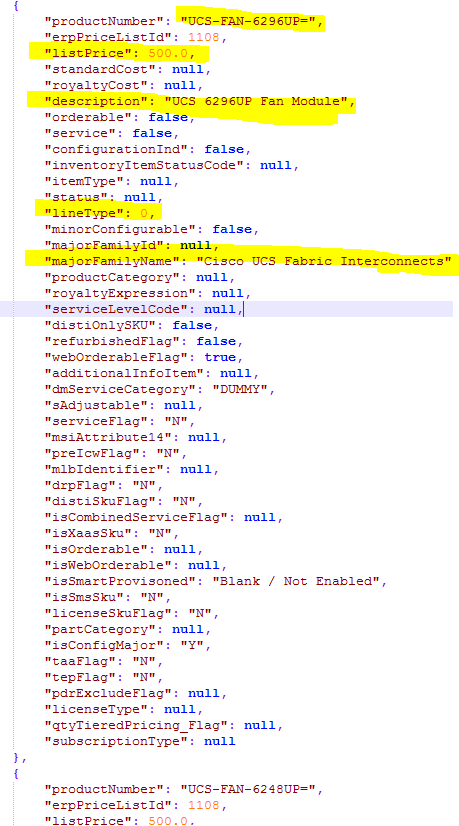 {
"productNumber": "UCS-FAN-6296UP=",
"erpPriceListId": 1108,
"listPrice": 500.0,
"standardCost": null,
"royaltyCost": null,
"description": "UCS 6296UP Fan Module",
"orderable": false,
"service": false,
"configurationInd": false,
"inventoryItemStatusCode": null,
"itemType": null,
"status": null,
"lineType": 0,
"minorConfigurable": false,
"majorFamilyId": null,
"majorFamilyName": "Cisco UCS Fabric Interconnects"
"productCategory": null,
"royaltyExpression": null,
"serviceLevelCode": null,
"distiOnlySKU": false,
"refurbishedFlag": false,
"webOrderableFlag": true,
"additionalInfoItem": null,
"dmServiceCategory": "DUMMY",
"sAdjustable": null,
"serviceFlag": "N",
"msiAttribute14": null,
"preIcwFlag": "N",
"mlbIdentifier": null,
"drpFlag": "N",
"distiSkuFlag": "N",
"isCombinedServiceFlag": null,
"isXaasSku": "N",
"isOrderable": null,
"isWebOrderable": null,
"isSmartProvisoned": "Blank / Not Enabled",
"isSmsSku": "N",
"licenseSkuFlag": "N",
"partCategory": null,
"isConfigMajor": "Y",
"taaFlag": "N",
"tepFlag": "N",
"pdrExcludeFlag": null,
"licenseType": null,
"qtyTieredPricing_Flag": null,
"subscriptionType": null
},
{
"productNumber": "UCS-FAN-6248UP=",
"erpPriceListId": 1108,
"listPrice": 500.0,